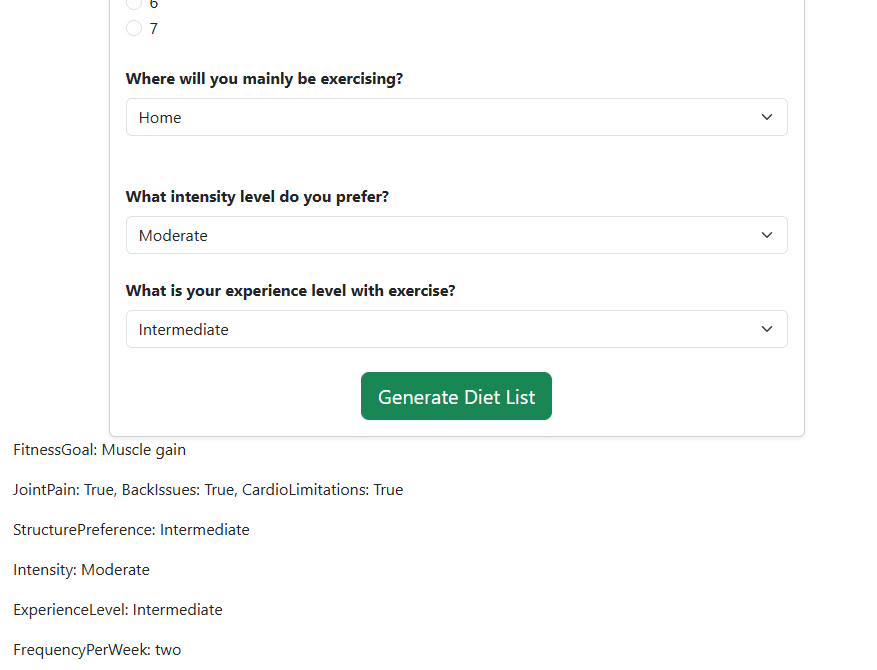 6
7
Where will you mainly be exercising?
Home
What intensity level do you prefer?
Moderate
What is your experience level with exercise?
Intermediate
Generate Diet List
FitnessGoal: Muscle gain
JointPain: True, BackIssues: True, CardioLimitations: True
StructurePreference: Intermediate
Intensity: Moderate
ExperienceLevel: Intermediate
FrequencyPerWeek: two